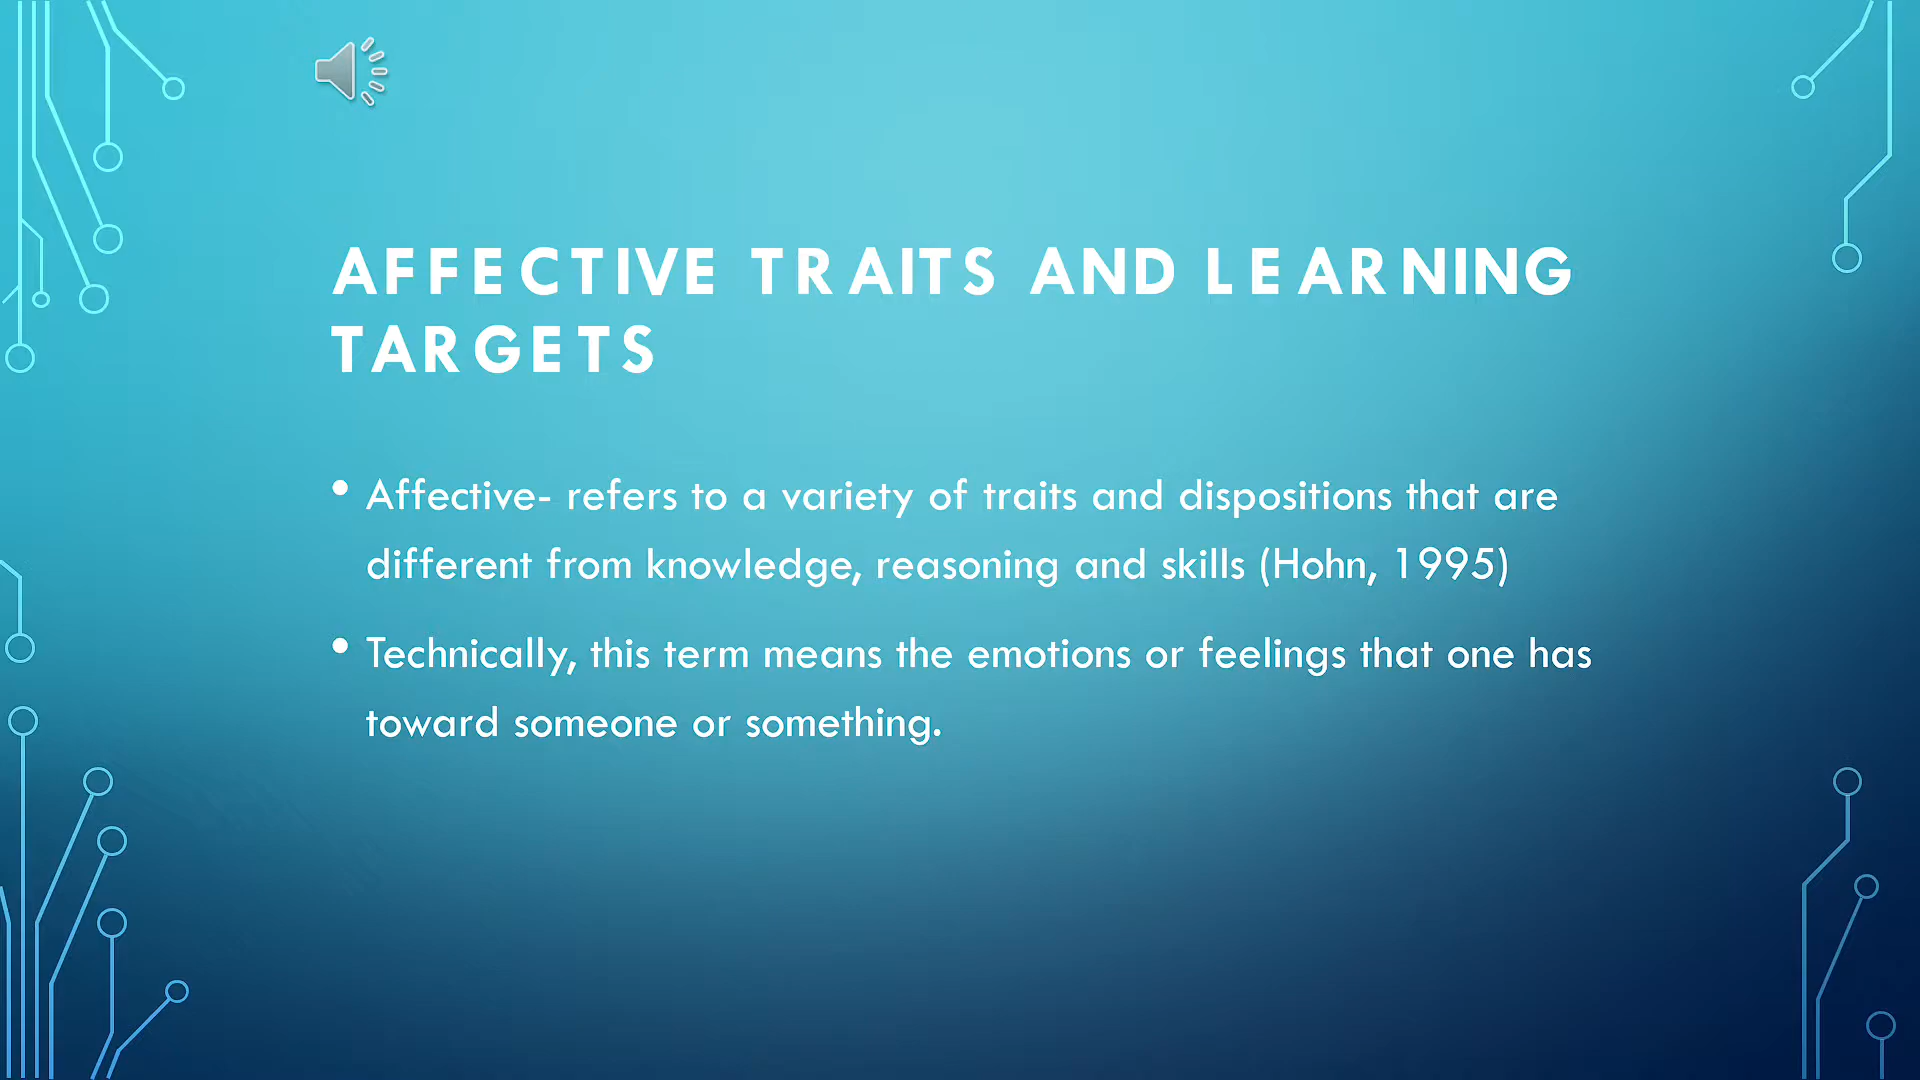 AFFECTIVE TRAITS AND LEARNING
TARGETS
• Affective- refers to a variety of traits and dispositions that are
different from knowledge, reasoning and skills (Hohn, 1995)
• Technically, this term means the emotions or feelings that one has
toward someone or something.